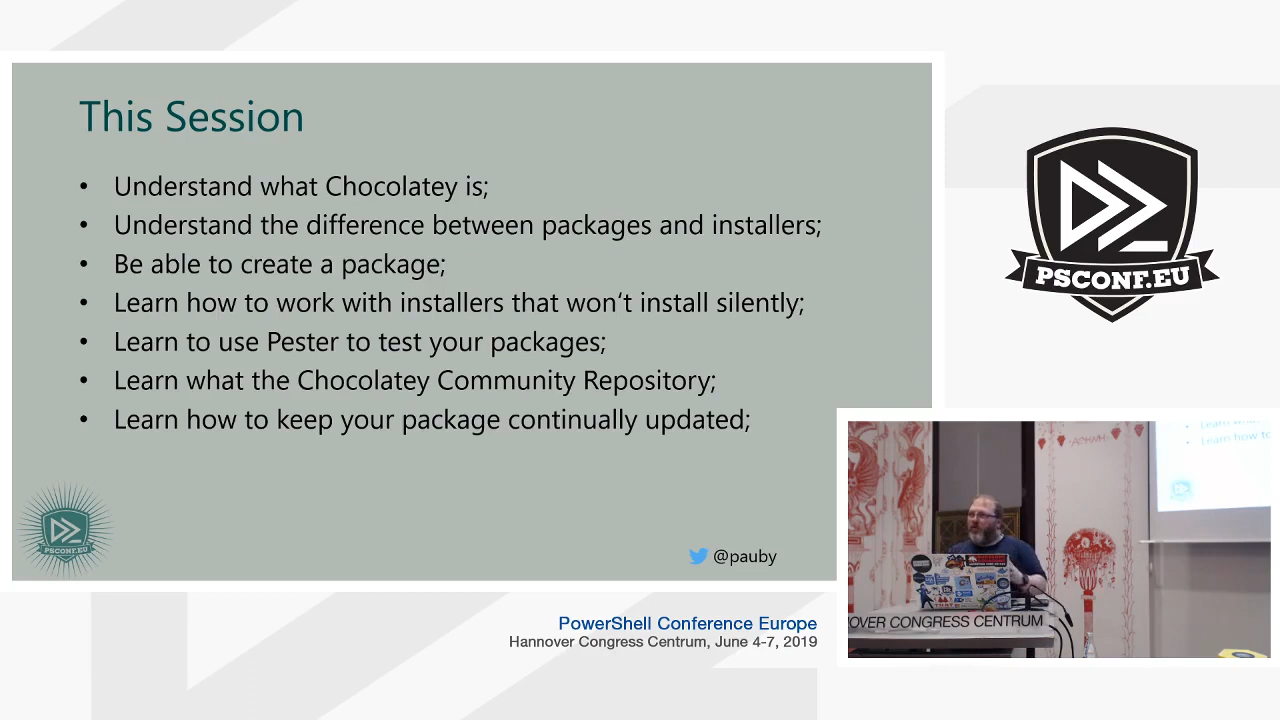 This Session
• Understand what Chocolatey is;
• Understand the difference between packages and installers;
• Be able to create a package;
• Learn how to work with installers that won‘t install silently;
• Learn to use Pester to test your packages;
• Learn what the Chocolatey Community Repository;
• Learn how to keep your package continually updated;
PSCONF.EU
@pauby
PSCONF.EU
Learn how to
OVER CONGRESS CENTRUM
PowerShell Conference Europe
Hannover Congress Centrum, June 4-7, 2019